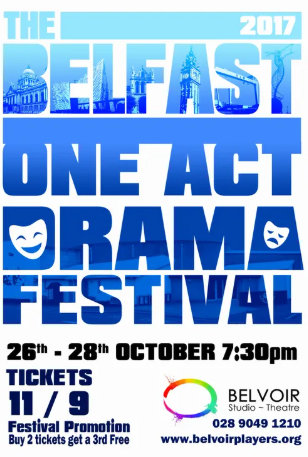 THE 2017
BELFAST
ONE ACT
DRAMA
FESTIVAL
26th - 28th OCTOBER 7:30pm
TICKETS
11 / 9
Festival Promotion
Buy 2 tickets get a 3rd Free
BELVOIR
Studio ~ Theatre
028 9049 1210
www.belvoirplayers.org